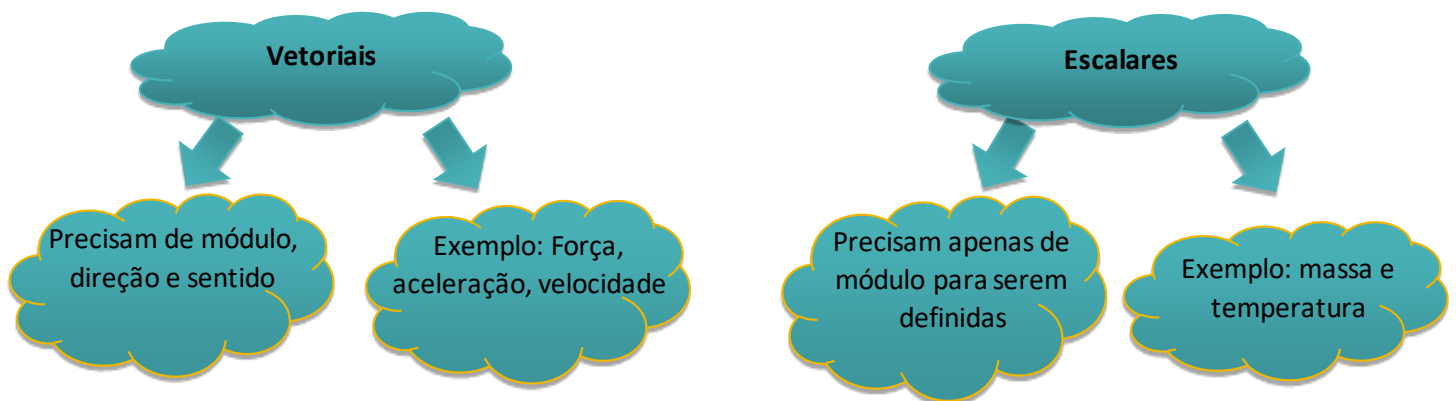 Vetoriais
Precisam de módulo,
direção e sentido
Exemplo: Força,
aceleração, velocidade
Escalares
Precisam apenas de
módulo para serem
definidas
Exemplo: massa e
temperatura